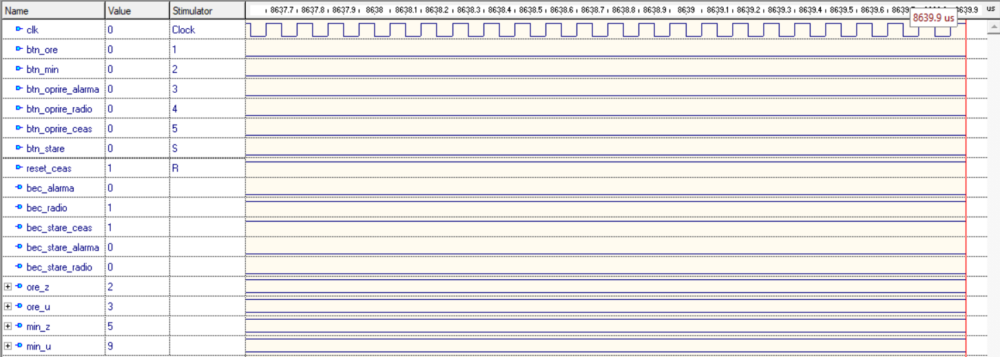 Name Value Stimulator 8637.7 8637.8 8637.9 8638 8638.1 8638.2 8638.3 8638.4 8638.5 8638.6 8638.7 8638.8 8638.9 8639 8639.1 8639.2 8639.3 8639.4 8639.5 8639.6 8639.9 us
8639.9 us
clk 0 Clock
btn_ore 0 1
btn_min 0 2
btn_oprire_alarma 0 3
btn_oprire_radio 0 4
btn_oprire_ceas 0 5
btn_stare 0 S
reset_ceas 1 R
bec_alarma 0
bec_radio 1
bec_stare_ceas 1
bec_stare_alarma 0
bec_stare_radio 0
ore_z 2
ore_u 3
min_z 5
min_u 9